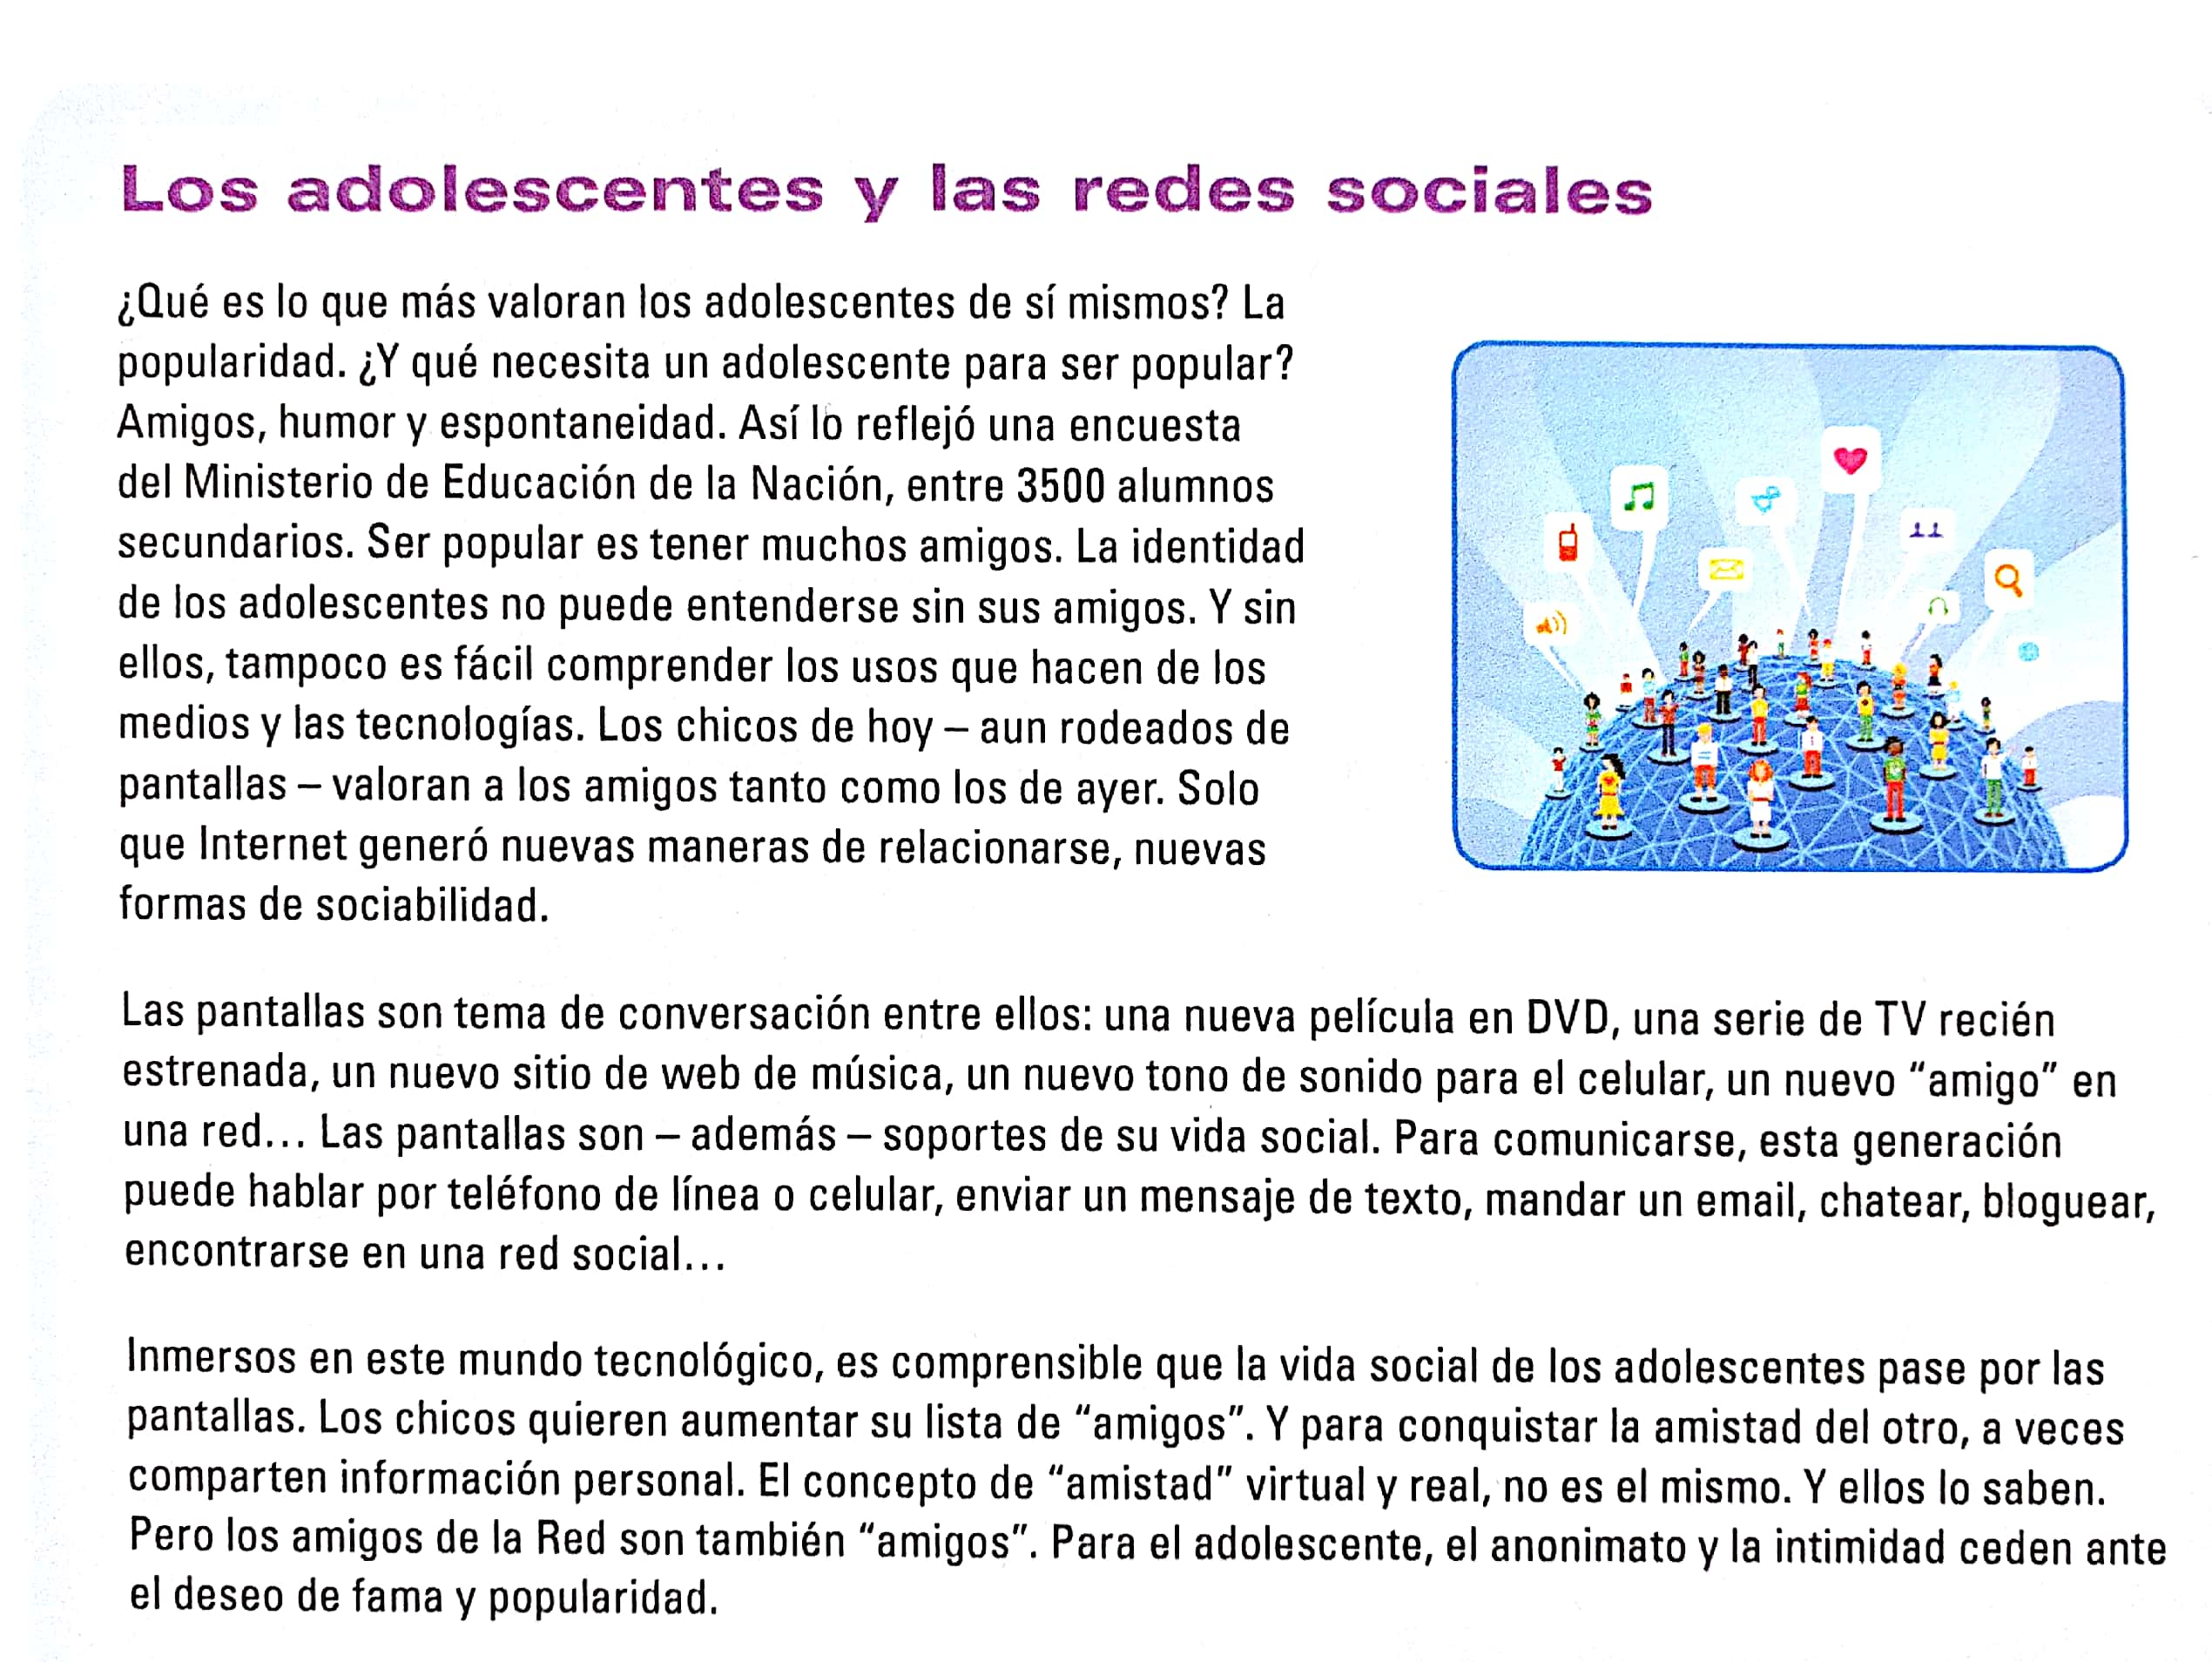 Los adolescentes y las redes sociales
¿Qué es lo que más valoran los adolescentes de sí mismos? La
popularidad. ¿Y qué necesita un adolescente para ser popular?
Amigos, humor y espontaneidad. Así lo reflejó una encuesta
del Ministerio de Educación de la Nación, entre 3500 alumnos
secundarios. Ser popular es tener muchos amigos. La identidad
de los adolescentes no puede entenderse sin sus amigos. Y sin
ellos, tampoco es fácil comprender los usos que hacen de los
medios y las tecnologías. Los chicos de hoy – aun rodeados de
pantallas – valoran a los amigos tanto como los de ayer. Solo
que Internet generó nuevas maneras de relacionarse, nuevas
formas de sociabilidad.
Las pantallas son tema de conversación entre ellos: una nueva película en DVD, una serie de TV recién
estrenada, un nuevo sitio de web de música, un nuevo tono de sonido para el celular, un nuevo “amigo” en
una red... Las pantallas son – además – soportes de su vida social. Para comunicarse, esta generación
puede hablar por teléfono de línea o celular, enviar un mensaje de texto, mandar un email, chatear, bloguear,
encontrarse en una red social...
Inmersos en este mundo tecnológico, es comprensible que la vida social de los adolescentes pase por las
pantallas. Los chicos quieren aumentar su lista de “amigos”. Y para conquistar la amistad del otro, a veces
comparten información personal. El concepto de “amistad” virtual y real, no es el mismo. Y ellos lo saben.
Pero los amigos de la Red son también “amigos”. Para el adolescente, el anonimato y la intimidad ceden ante
el deseo de fama y popularidad.